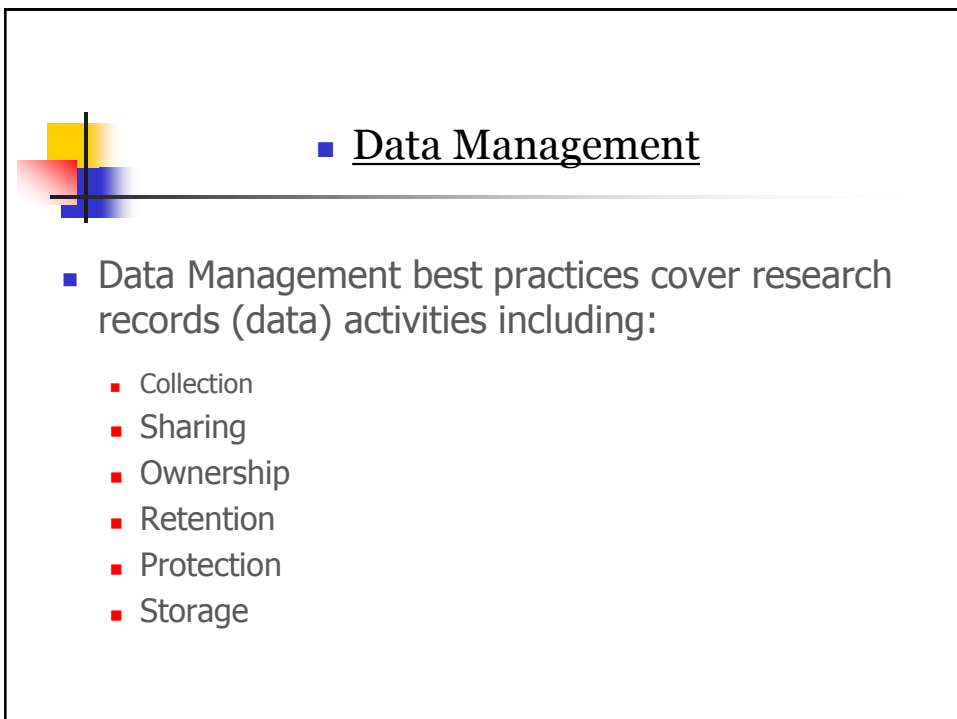 Data Management
Data Management best practices cover research
records (data) activities including:
Collection
Sharing
Ownership
Retention
Protection
Storage